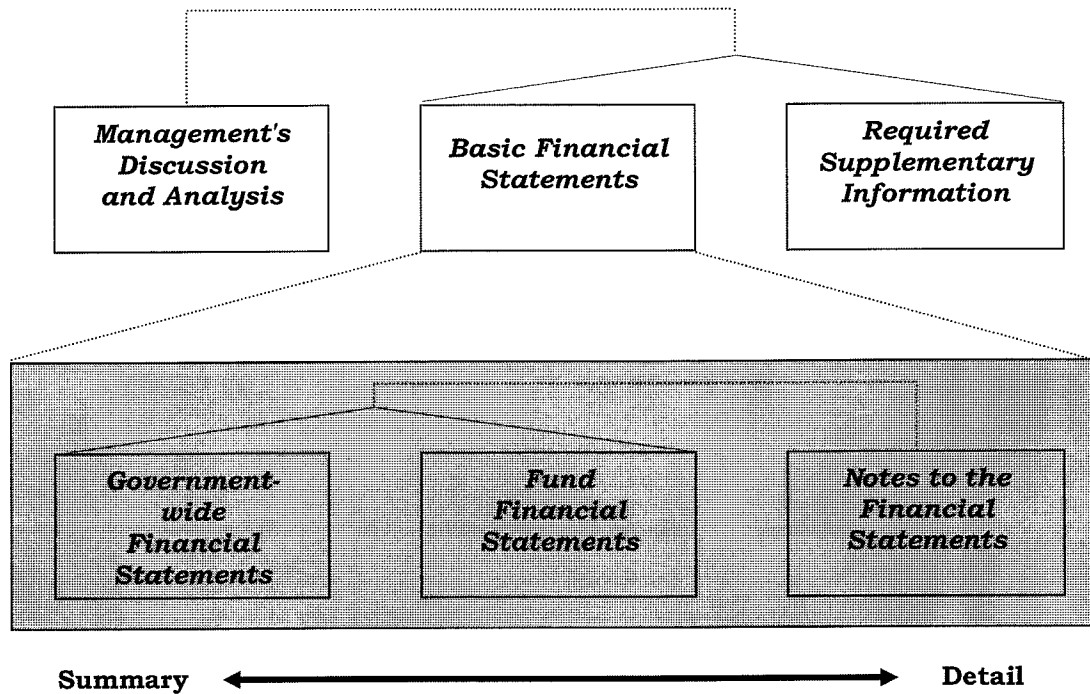 Management's
Discussion
and Analysis
Basic Financial
Statements
Required
Supplementary
Information
Government-
wide
Financial
Statements
Fund
Financial
Statements
Notes to the
Financial
Statements
Summary
Detail